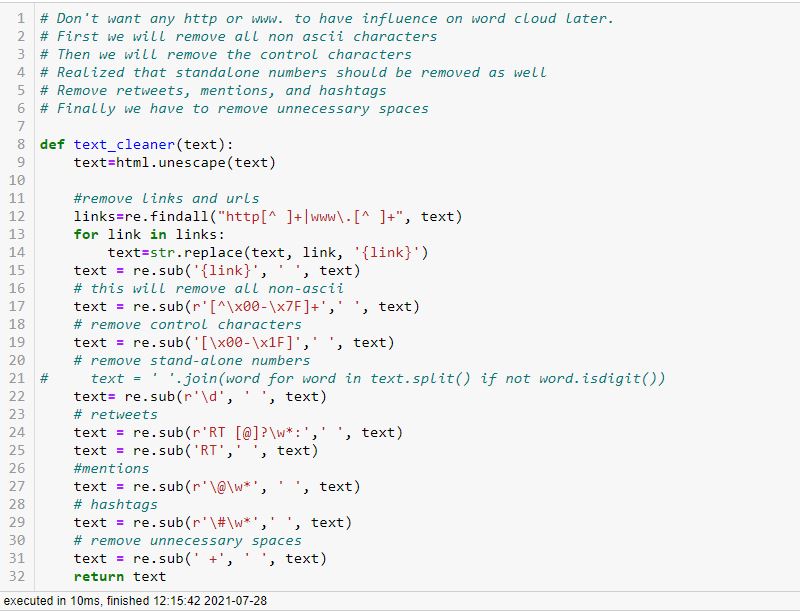 1 # Don't want any http or www. to have influence on word cloud later.
2 # First we will remove all non ascii characters
3 # Then we will remove the control characters
4 # Realized that standalone numbers should be removed as well
5 # Remove retweets, mentions, and hashtags
6 # Finally we have to remove unnecessary spaces
7
8 def text_cleaner(text):
9     text=html.unescape(text)
10
11     #remove links and urls
12     links=re.findall("http[^ ]+|www\.[^ ]+", text)
13     for link in links:
14         text=str.replace(text, link, '{link}')
15     text = re.sub('{link}', ' ', text)
16     # this will remove all non-ascii
17     text = re.sub(r'[^\x00-\x7F]+',' ', text)
18     # remove control characters
19     text = re.sub('[\x00-\x1F]',' ', text)
20     # remove stand-alone numbers
21 #     text = ' '.join(word for word in text.split() if not word.isdigit())
22     text= re.sub(r'\d', ' ', text)
23     # retweets
24     text = re.sub(r'RT [@]?\w*:',' ', text)
25     text = re.sub('RT',' ', text)
26     #mentions
27     text = re.sub(r'\@\w*', ' ', text)
28     # hashtags
29     text = re.sub(r'\#\w*',' ', text)
30     # remove unnecessary spaces
31     text = re.sub(' +', ' ', text)
32     return text
executed in 10ms, finished 12:15:42 2021-07-28